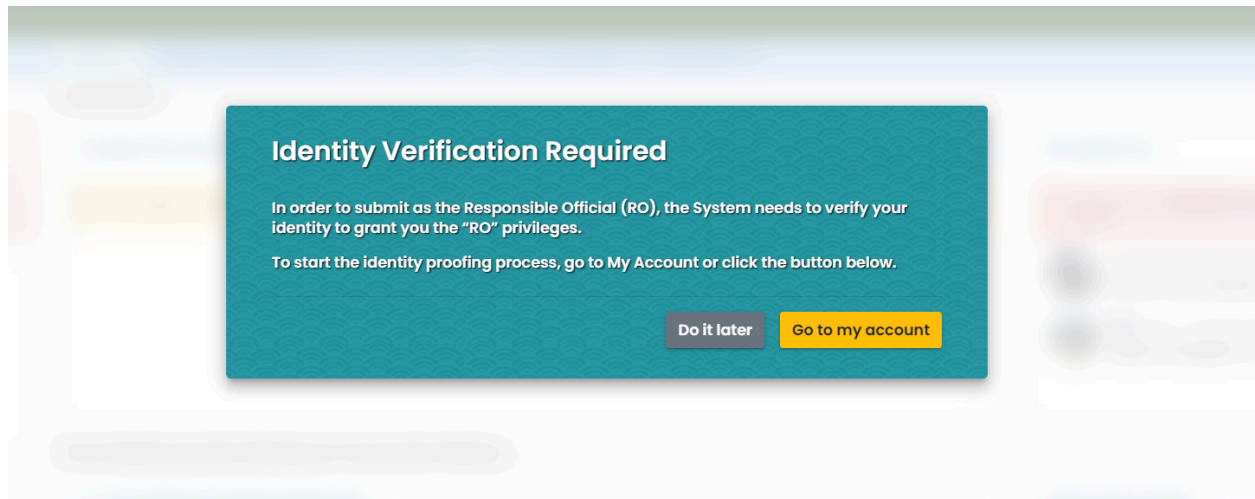 Identity Verification Required
In order to submit as the Responsible Official (RO), the System needs to verify your
identity to grant you the “RO” privileges.
To start the identity proofing process, go to My Account or click the button below.
Do it later
Go to my account